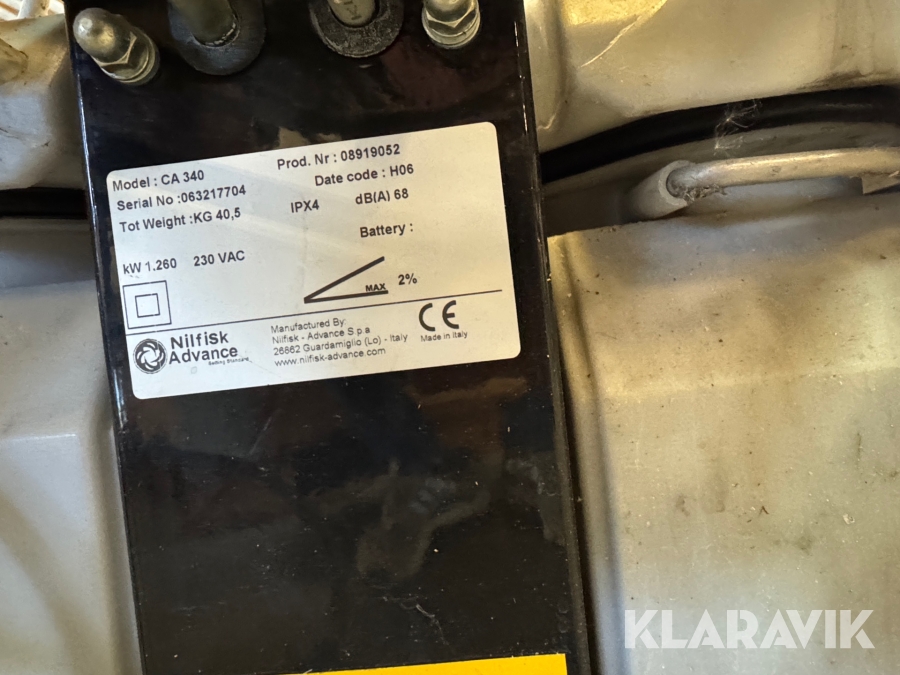 Model : CA 340
Prod. Nr : 08919052
Serial No :063217704
Date code : H06
Tot Weight :KG 40,5
IPX4
dB(A) 68
Battery :
kW 1.260 230 VAC
MAX 2%
Nilfisk
Advance
Setting Standards
Manufactured By:
Nilfisk - Advance S.p.a
26862 Guardamiglio (Lo) - Italy
www.nilfisk-advance.com
CE
Made in Italy
KLARAVIK